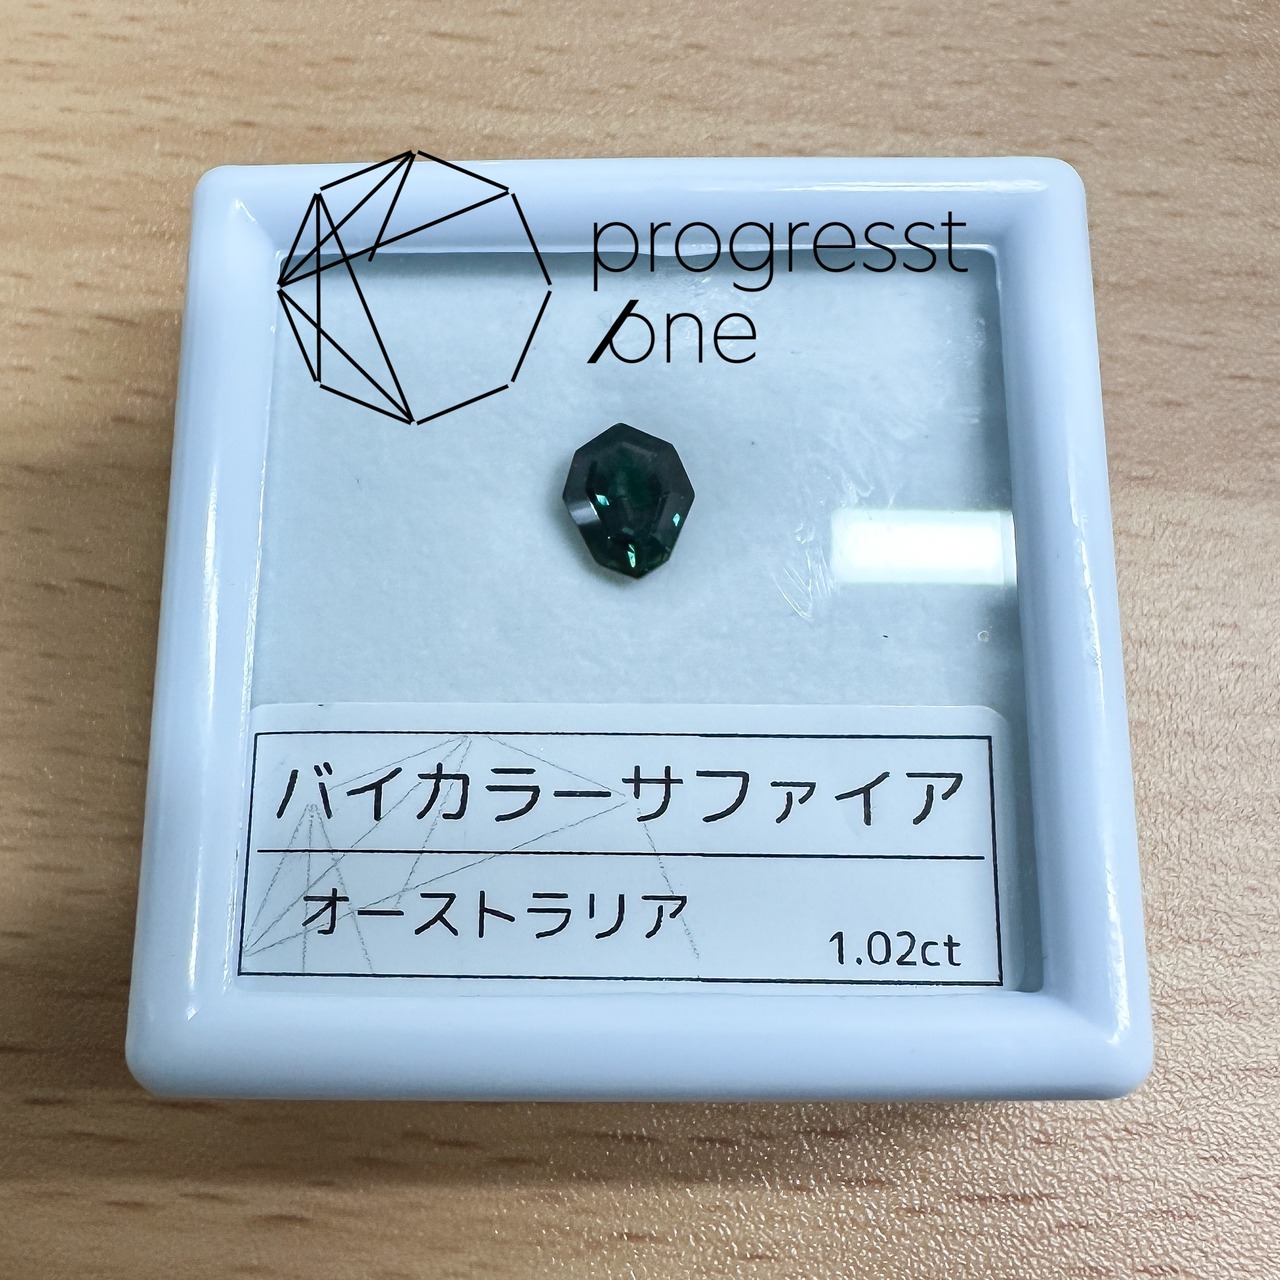 progresst
one
バイカラーサファイア
オーストラリア
1.02ct